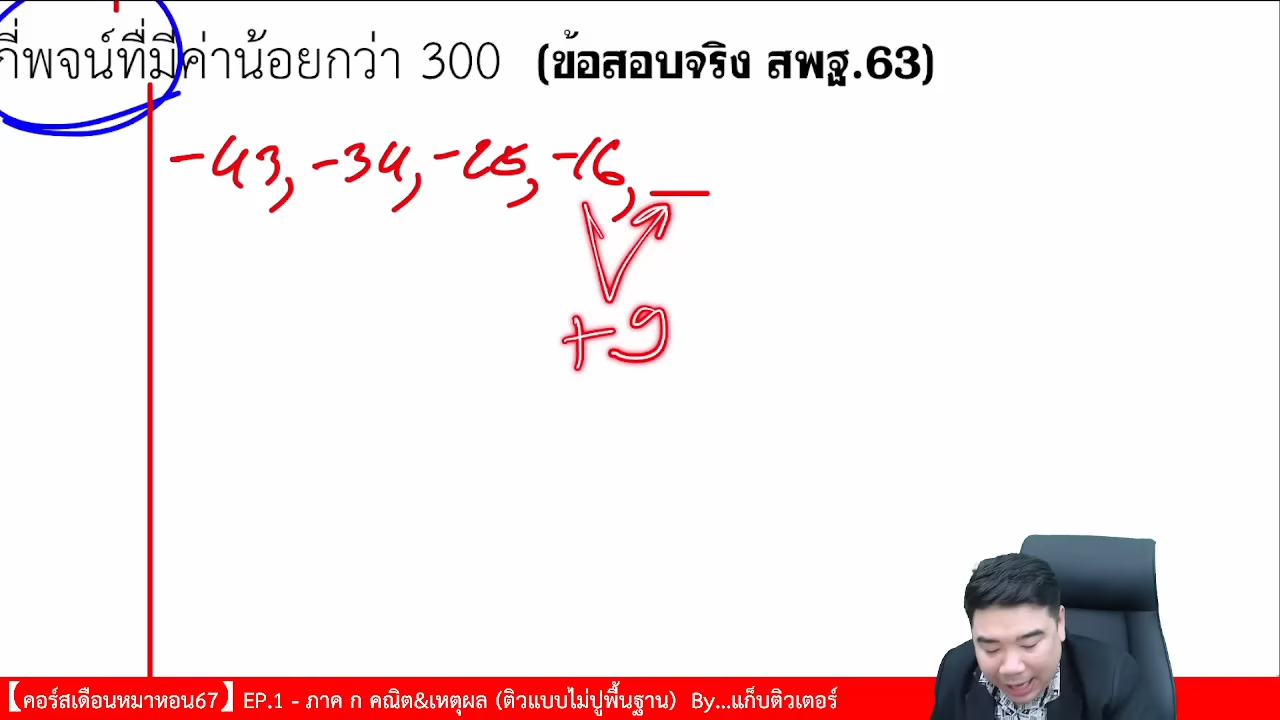 กี่พจน์ที่มีค่าน้อยกว่า 300 (ข้อสอบจริง สพฐ.63)
-43, -34, -25, -16, __
+9
【คอร์สเดือนหมาหอน67】 EP.1 - ภาค ก คณิต&เหตุผล (ติวแบบไม่ปูพื้นฐาน) By...แก็บติวเตอร์